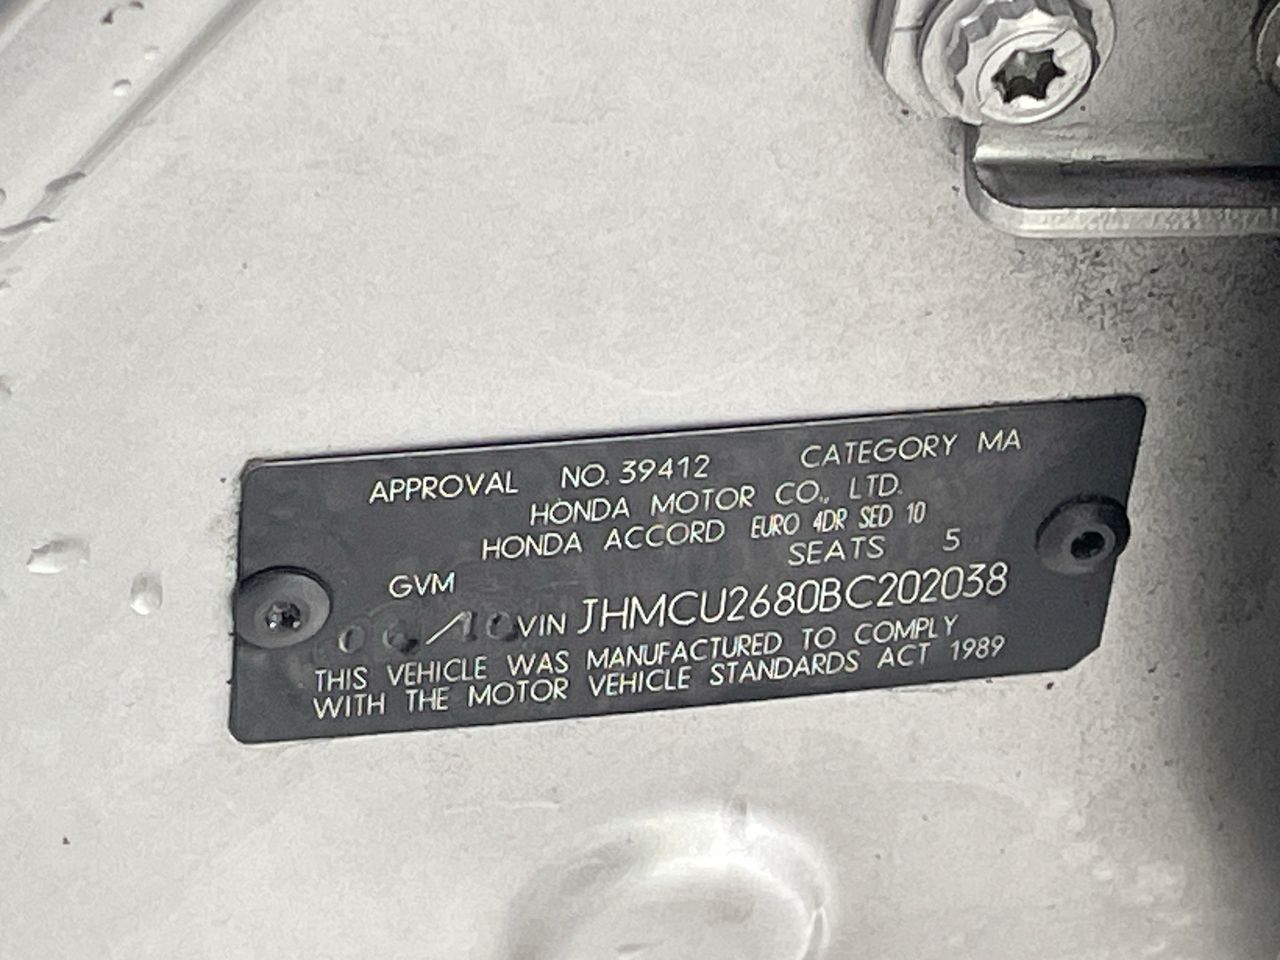 APPROVAL NO. 39412 CATEGORY MA
HONDA MOTOR CO., LTD.
HONDA ACCORD EURO 4DR SED 10
SEATS 5
GVM
VIN JHMCU2680BC202038
THIS VEHICLE WAS MANUFACTURED TO COMPLY
WITH THE MOTOR VEHICLE STANDARDS ACT 1989